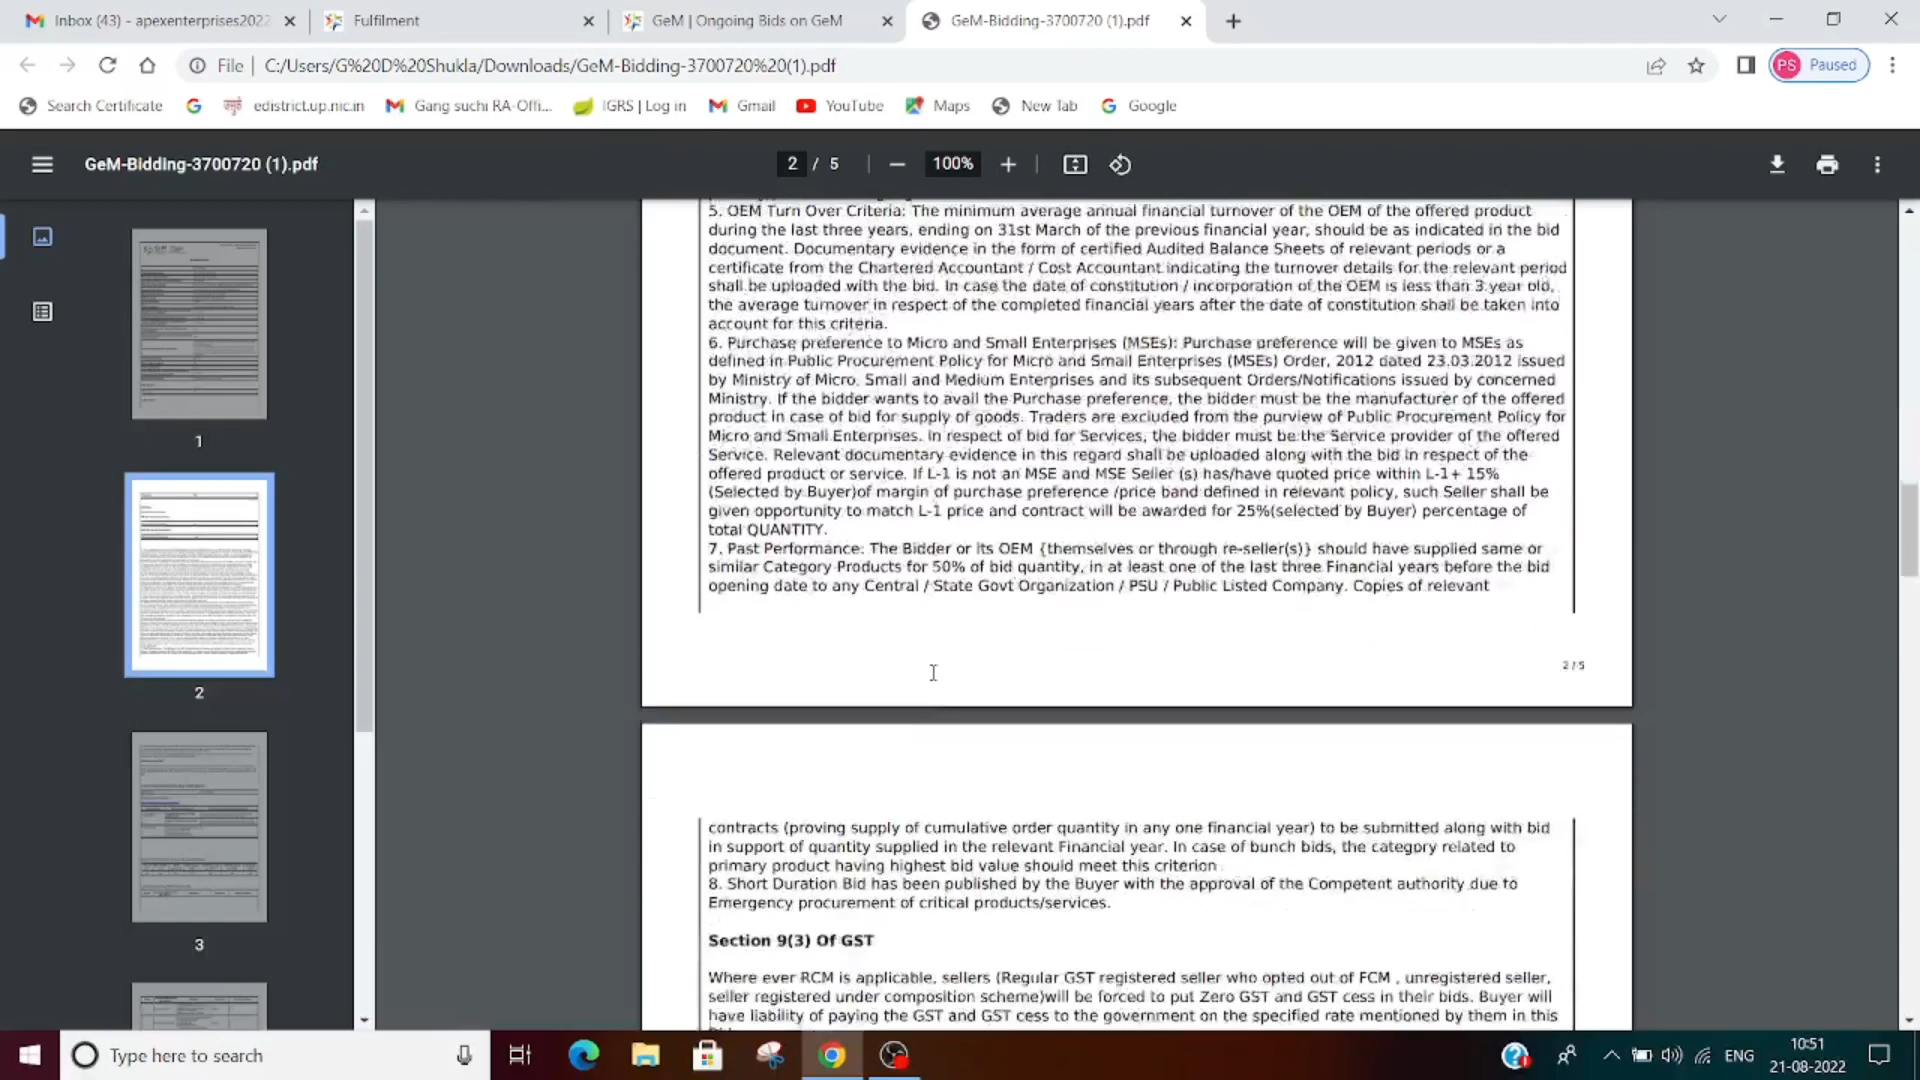 Inbox (43) - apexenterprises2022
Fulfilment
GeM | Ongoing Bids on GeM
GeM-Bidding-3700720 (1).pdf
File | C:/Users/G%20D%20Shukla/Downloads/GeM-Bidding-3700720%20(1).pdf
PS Paused
Search Certificate
edistrict.up.nic.in
Gang suchi RA-Offi...
IGRS | Log in
Gmail
YouTube
Maps
New Tab
Google
GeM-Bidding-3700720 (1).pdf
2 / 5
100%
1
2
3
5. OEM Turn Over Criteria: The minimum average annual financial turnover of the OEM of the offered product
during the last three years, ending on 31st March of the previous financial year, should be as indicated in the bid
document. Documentary evidence in the form of certified Audited Balance Sheets of relevant periods or a
certificate from the Chartered Accountant / Cost Accountant indicating the turnover details for the relevant period
shall be uploaded with the bid. In case the date of constitution / incorporation of the OEM is less than 3 year old,
the average turnover in respect of the completed financial years after the date of constitution shall be taken into
account for this criteria.
6. Purchase preference to Micro and Small Enterprises (MSEs): Purchase preference will be given to MSEs as
defined in Public Procurement Policy for Micro and Small Enterprises (MSEs) Order, 2012 dated 23.03.2012 issued
by Ministry of Micro, Small and Medium Enterprises and its subsequent Orders/Notifications issued by concerned
Ministry. If the bidder wants to avail the Purchase preference, the bidder must be the manufacturer of the offered
product in case of bid for supply of goods. Traders are excluded from the purview of Public Procurement Policy for
Micro and Small Enterprises. In respect of bid for Services, the bidder must be the Service provider of the offered
Service. Relevant documentary evidence in this regard shall be uploaded along with the bid in respect of the
offered product or service. If L-1 is not an MSE and MSE Seller (s) has/have quoted price within L-1+ 15%
(Selected by Buyer)of margin of purchase preference /price band defined in relevant policy, such Seller shall be
given opportunity to match L-1 price and contract will be awarded for 25%(selected by Buyer) percentage of
total QUANTITY.
7. Past Performance: The Bidder or its OEM {themselves or through re-seller(s)} should have supplied same or
similar Category Products for 50% of bid quantity, in at least one of the last three Financial years before the bid
opening date to any Central / State Govt Organization / PSU / Public Listed Company. Copies of relevant
2 / 5
contracts (proving supply of cumulative order quantity in any one financial year) to be submitted along with bid
in support of quantity supplied in the relevant Financial year. In case of bunch bids, the category related to
primary product having highest bid value should meet this criterion
8. Short Duration Bid has been published by the Buyer with the approval of the Competent authority due to
Emergency procurement of critical products/services.
Section 9(3) Of GST
Where ever RCM is applicable, sellers (Regular GST registered seller who opted out of FCM , unregistered seller,
seller registered under composition scheme)will be forced to put Zero GST and GST cess in their bids. Buyer will
have liability of paying the GST and GST cess to the government on the specified rate mentioned by them in this
Type here to search
ENG
10:51
21-08-2022